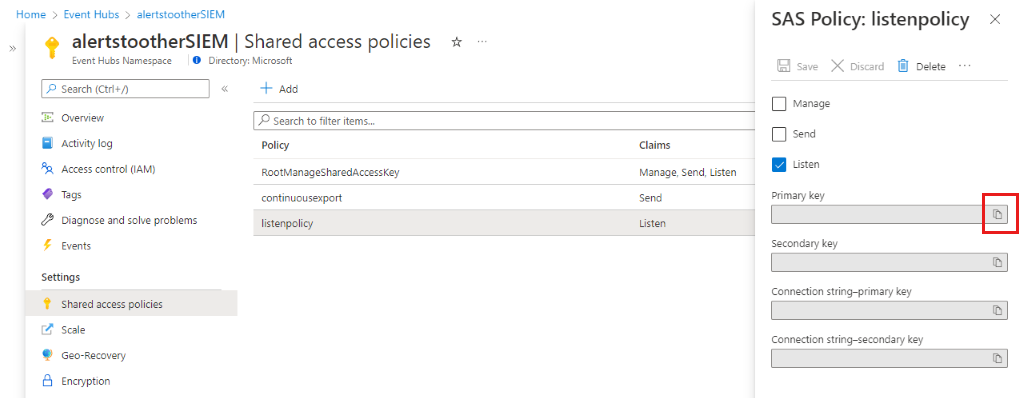 Home > Event Hubs > alertstootherSIEM
alertstootherSIEM | Shared access policies
Event Hubs Namespace
Directory: Microsoft
Search (Ctrl+/)
Overview
Activity log
Access control (IAM)
Tags
Diagnose and solve problems
Events
Settings
Shared access policies
Scale
Geo-Recovery
Encryption
Add
Search to filter items...
Policy Claims
RootManageSharedAccessKey Manage, Send, Listen
continuousexport Send
listenpolicy Listen
SAS Policy: listenpolicy
Save Discard Delete
Manage
Send
Listen
Primary key
Secondary key
Connection string–primary key
Connection string–secondary key